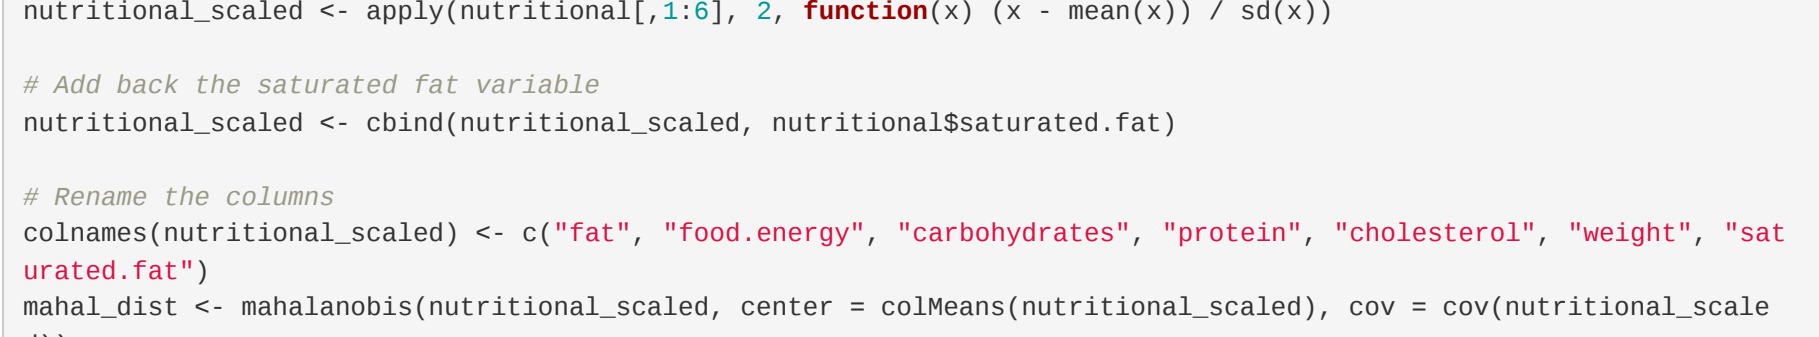 nutritional_scaled <- apply(nutritional[,1:6], 2, function(x) (x - mean(x)) / sd(x))
# Add back the saturated fat variable
nutritional_scaled <- cbind(nutritional_scaled, nutritional$saturated.fat)
# Rename the columns
colnames(nutritional_scaled) <- c("fat", "food.energy", "carbohydrates", "protein", "cholesterol", "weight", "sat
urated.fat")
mahal_dist <- mahalanobis(nutritional_scaled, center = colMeans(nutritional_scaled), cov = cov(nutritional_scale